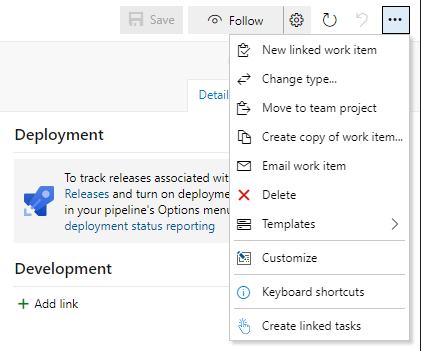 Save
Follow
New linked work item
Change type...
Move to team project
Create copy of work item...
Email work item
Delete
Templates
Customize
Keyboard shortcuts
Create linked tasks
Detail
Deployment
To track releases associated wit
Releases and turn on deployme
in your pipeline's Options menu
deployment status reporting
Development
+ Add link